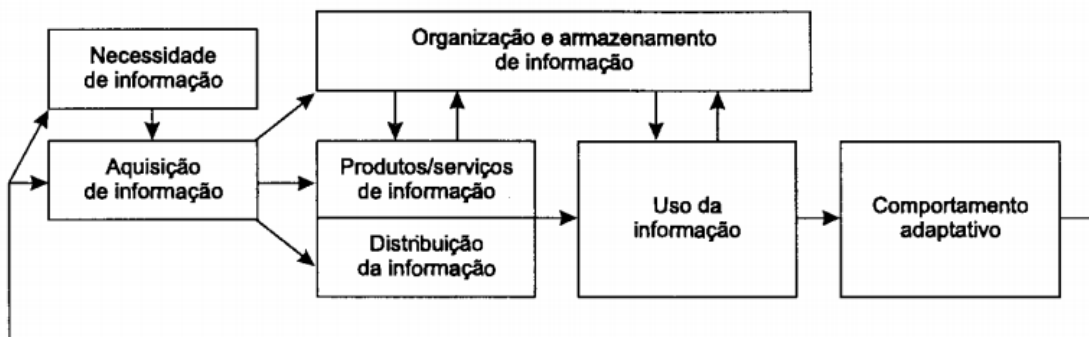 Necessidade
de informação
Organização e armazenamento
de informação
Aquisição
de informação
Produtos/serviços
de informação
Distribuição
da informação
Uso da
informação
Comportamento
adaptativo